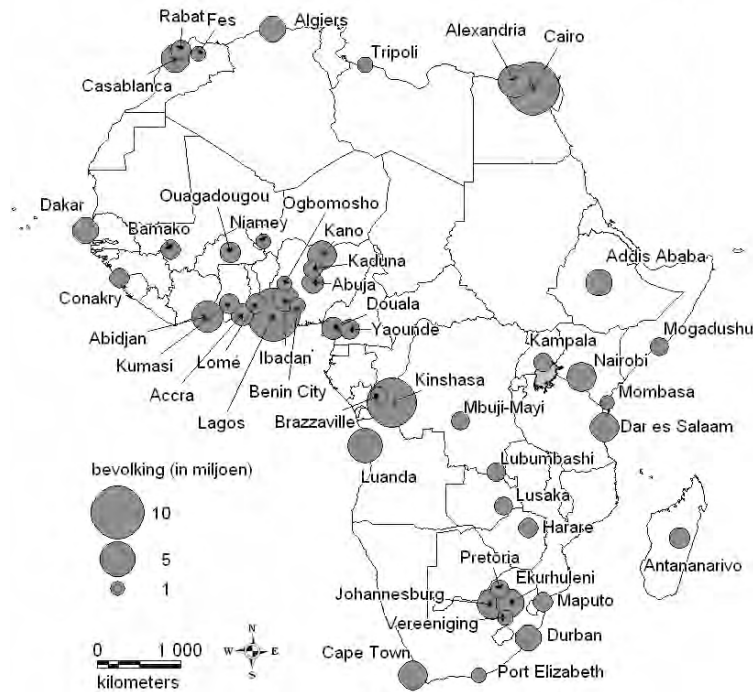 Rabat
Fes
Algiers
Tripoli
Alexandria
Cairo
Casablanca
Dakar
Ouagadougou
Ogbomosho
Bamako
Niamey
Kano
Kaduna
Addis Ababa
Conakry
Abuja
Douala
Abidjan
Yaoundé
Mogadushu
Kumasi
Lomé
Ibadan
Kampala
Nairobi
Accra
Benin City
Kinshasa
Mombasa
Lagos
Brazzaville
Mbuji-Mayi
Dar es Salaam
bevolking (in miljoen)
Luanda
Lubumbashi
10
Lusaka
Harare
5
Pretoria
Antananarivo
1
Ekurhuleni
Johannesburg
Maputo
Vereeniging
N
Durban
0 1 000
W E
Cape Town
S
kilometers
Port Elizabeth